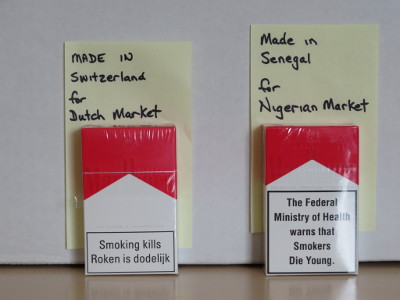 MADE IN
Switzerland
for
Dutch Market
Smoking kills
Roken is dodelijk
Made in
Senegal
for
Nigerian Market
The Federal
Ministry of Health
warns that
Smokers
Die Young.